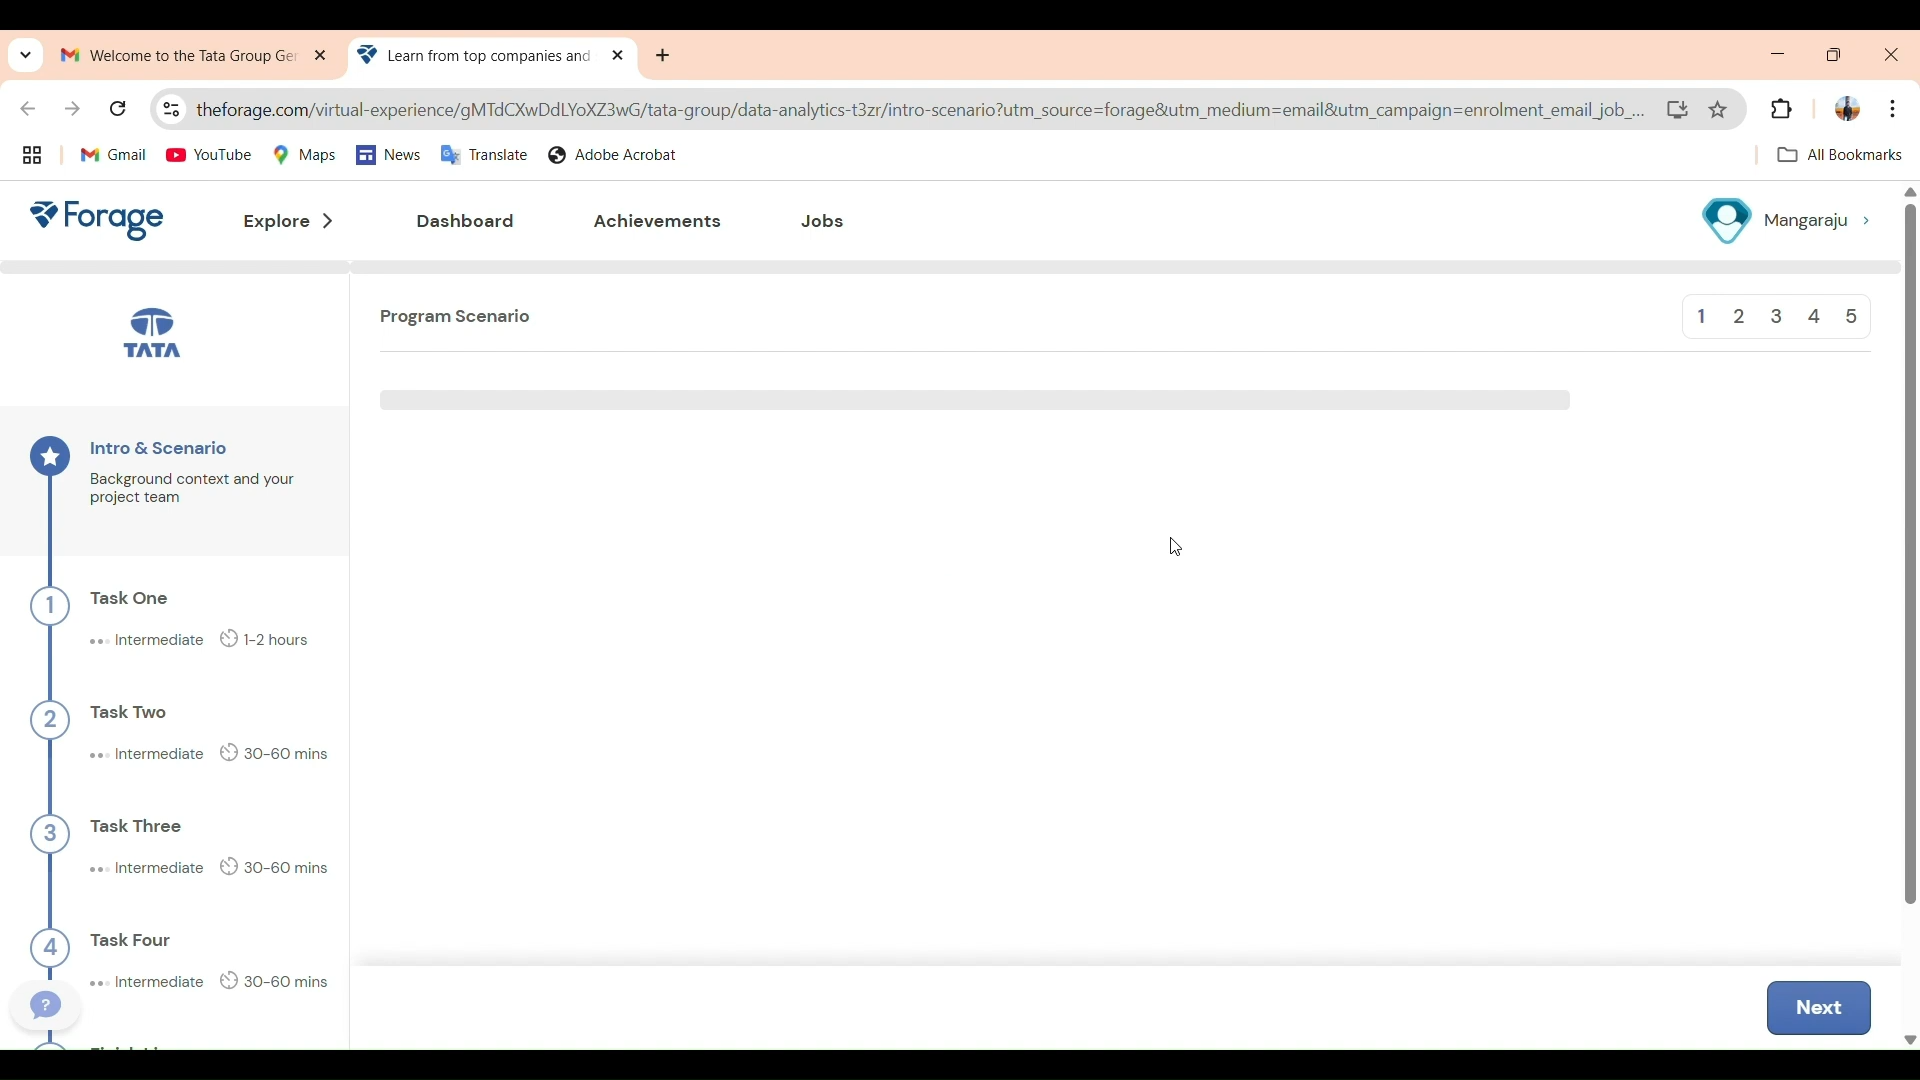 Welcome to the Tata Group Ger
Learn from top companies and
theforage.com/virtual-experience/gMTdCXwDdLYoXZ3wG/tata-group/data-analytics-t3zr/intro-scenario?utm_source=forage&utm_medium=email&utm_campaign=enrolment_email_job_...
Gmail YouTube Maps News Translate Adobe Acrobat All Bookmarks
Forage Explore Dashboard Achievements Jobs Mangaraju
TATA
Program Scenario 1 2 3 4 5
Intro & Scenario
Background context and your
project team
1 Task One
Intermediate 1-2 hours
2 Task Two
Intermediate 30-60 mins
3 Task Three
Intermediate 30-60 mins
4 Task Four
Intermediate 30-60 mins
?
Next